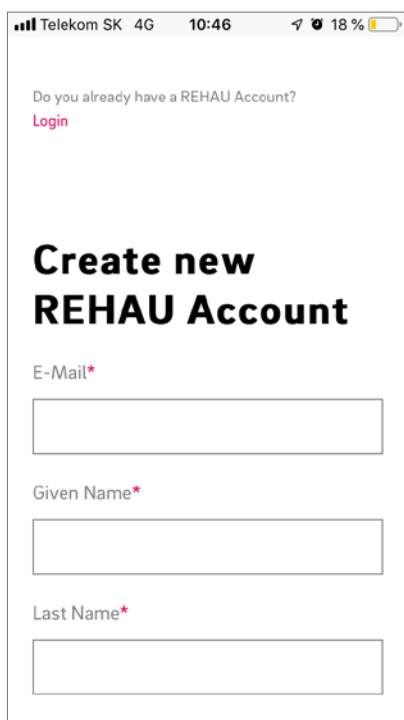 Telekom SK 4G 10:46 18 %
Do you already have a REHAU Account?
Login
Create new
REHAU Account
E-Mail*
Given Name*
Last Name*